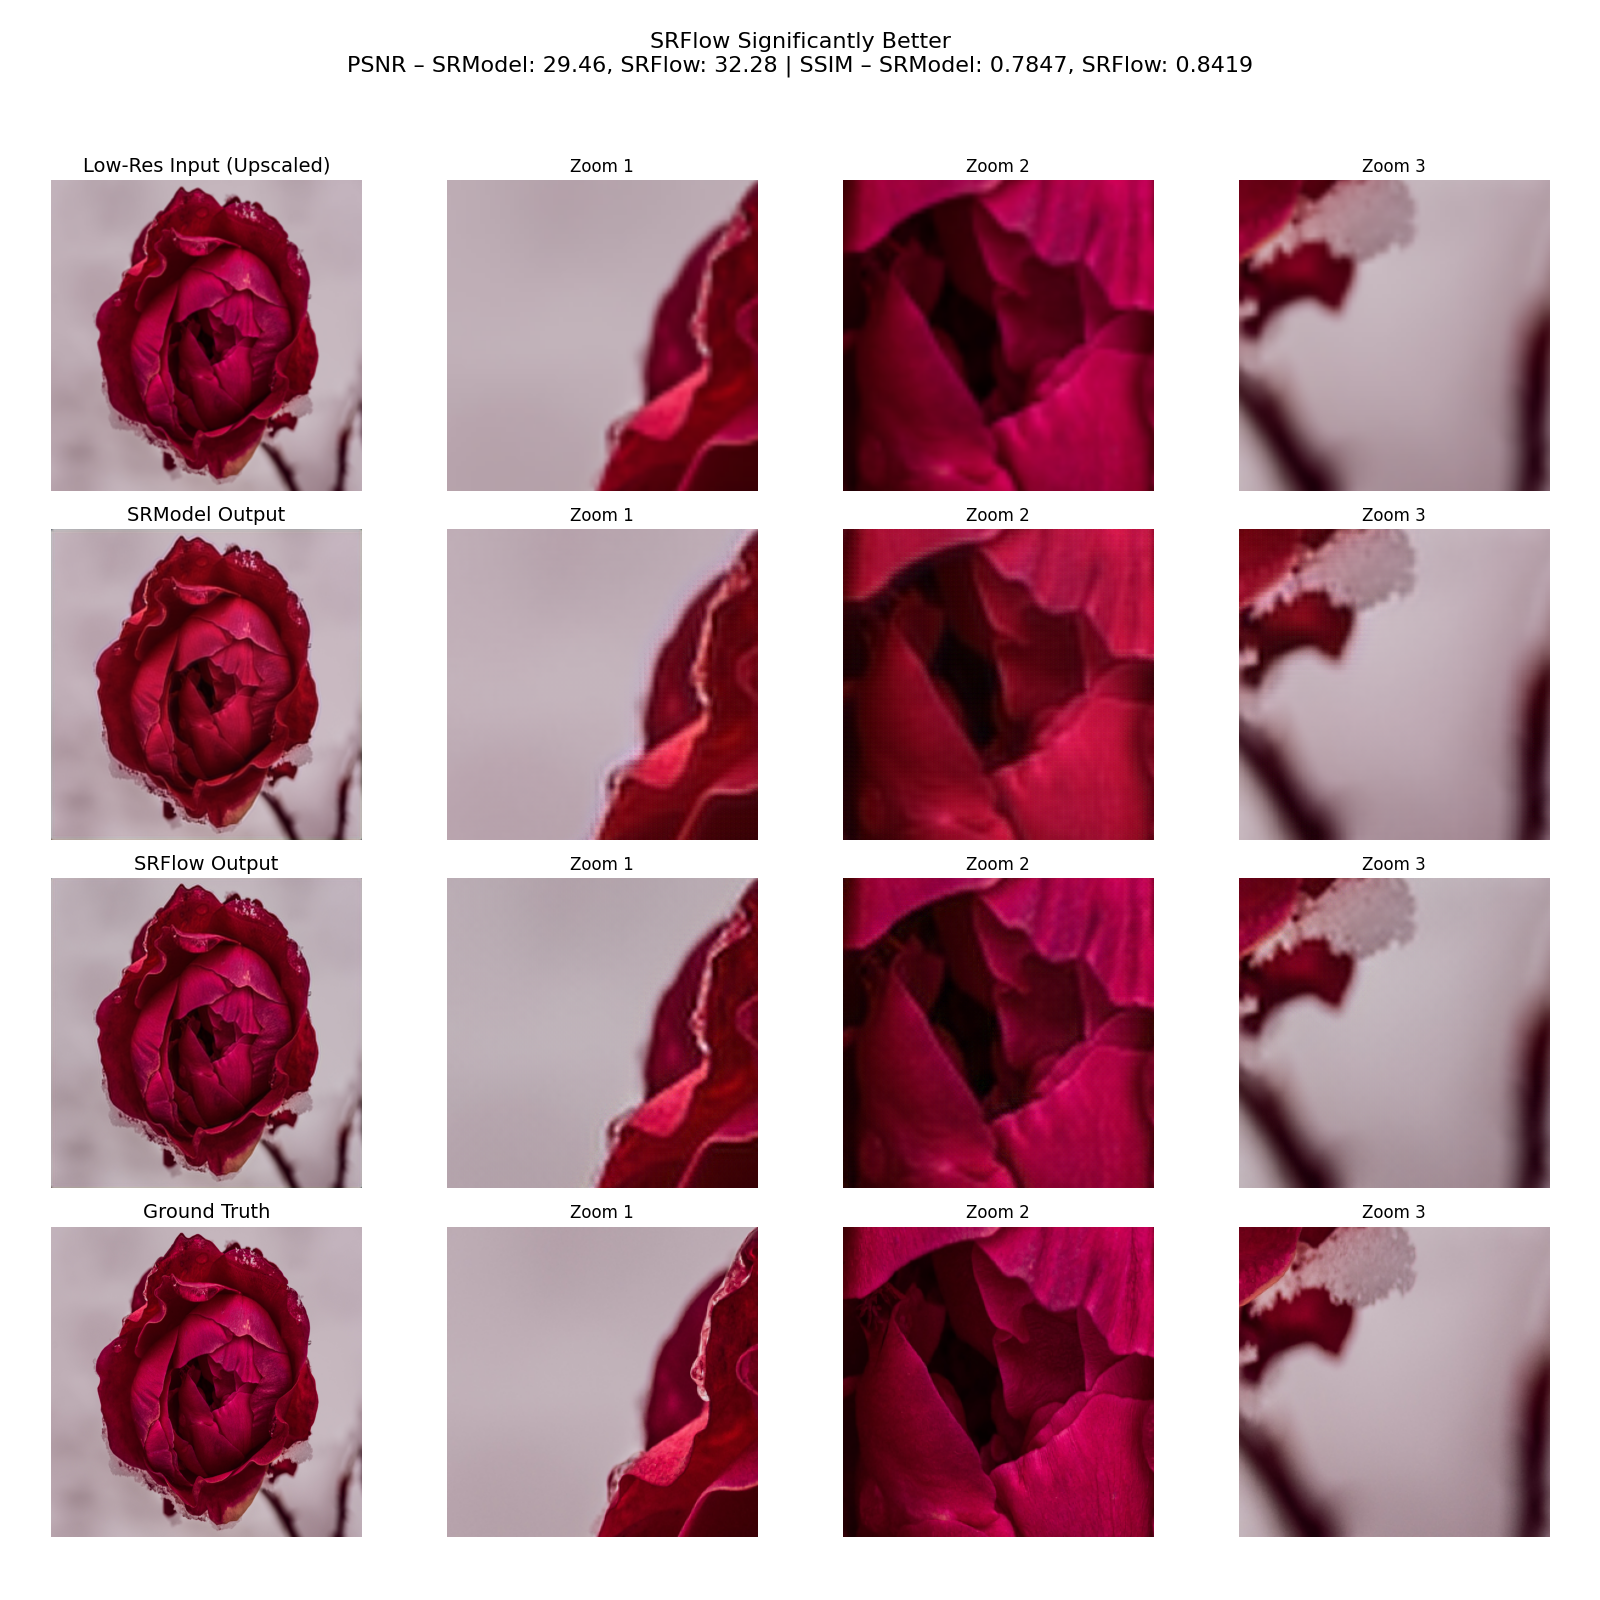 SRFlow Significantly Better
PSNR – SRModel: 29.46, SRFlow: 32.28 | SSIM – SRModel: 0.7847, SRFlow: 0.8419
Low-Res Input (Upscaled)
Zoom 1
Zoom 2
Zoom 3
SRModel Output
Zoom 1
Zoom 2
Zoom 3
SRFlow Output
Zoom 1
Zoom 2
Zoom 3
Ground Truth
Zoom 1
Zoom 2
Zoom 3